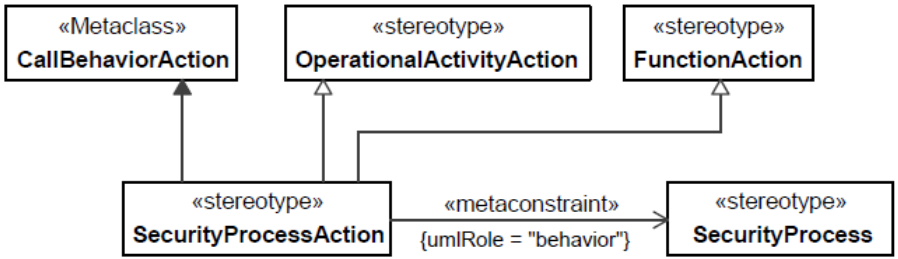 «Metaclass»
CallBehaviorAction
«stereotype»
OperationalActivityAction
«stereotype»
FunctionAction
«stereotype»
SecurityProcessAction
«metaconstraint»
{umlRole = "behavior"}
«stereotype»
SecurityProcess